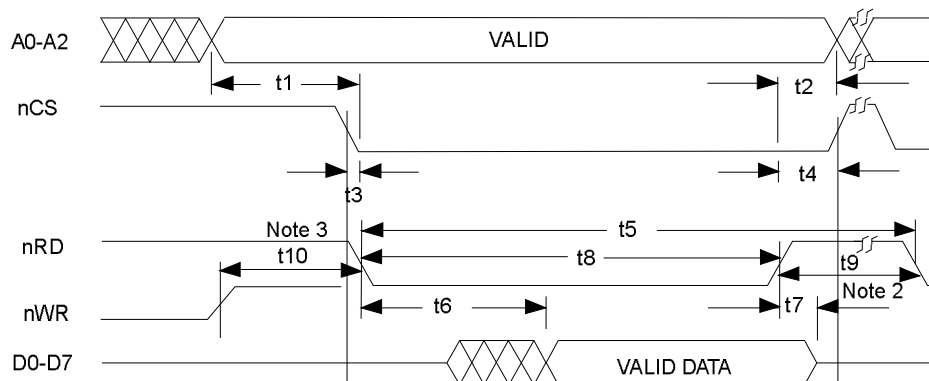 A0-A2
VALID
t1
t2
nCS
t3
t4
Note 3
t5
nRD
t10
t8
t9
nWR
t6
t7
Note 2
D0-D7
VALID DATA